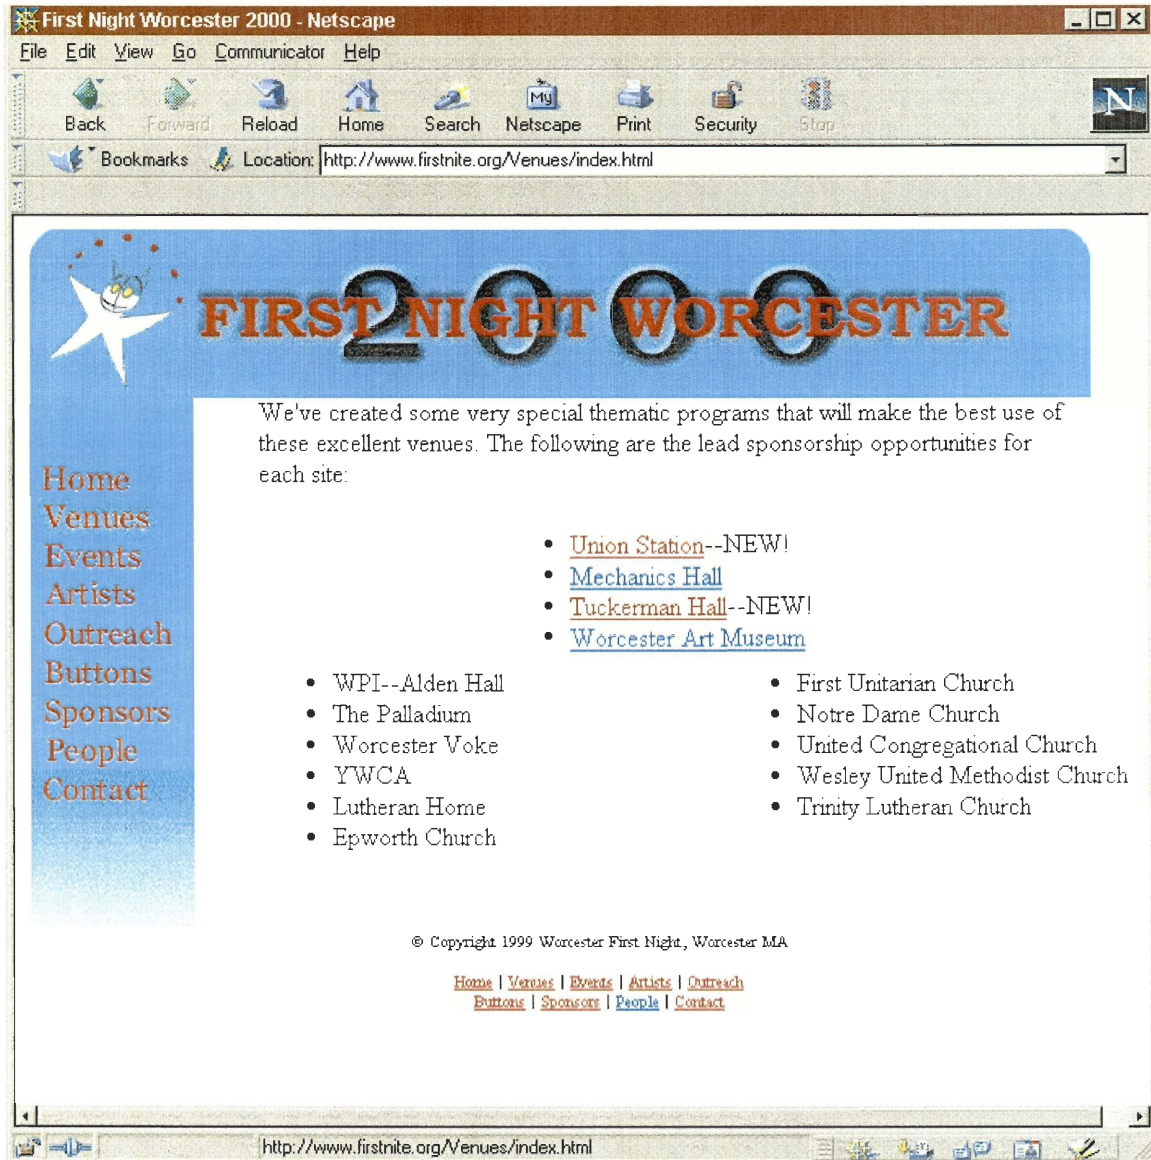 First Night Worcester 2000 - Netscape
File Edit View Go Communicator Help
My
N
Back Forward Reload Home Search Netscape Print Security Stop
Bookmarks Location: http://www.firstnite.org/Venues/index.html
2000
FIRST NIGHT WORCESTER
We've created some very special thematic programs that will make the best use of
these excellent venues. The following are the lead sponsorship opportunities for
each site:
Home
Venues
Events
Artists
Outreach
Buttons
Sponsors
People
Contact
• Union Station--NEW!
• Mechanics Hall
• Tuckerman Hall--NEW!
• Worcester Art Museum
• WPI--Alden Hall
• The Palladium
• Worcester Voke
• YWCA
• Lutheran Home
• Epworth Church
• First Unitarian Church
• Notre Dame Church
• United Congregational Church
• Wesley United Methodist Church
• Trinity Lutheran Church
© Copyright 1999 Worcester First Night, Worcester MA
Home | Venues | Events | Artists | Outreach
Buttons | Sponsors | People | Contact
http://www.firstnite.org/Venues/index.html